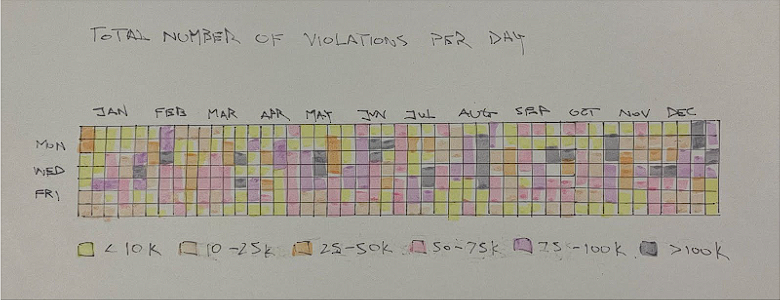 TOTAL NUMBER OF VIOLATIONS PER DAY
JAN FEB MAR APR MAY JUN JUL AUG SEP OCT NOV DEC
MON
WED
FRI
<10K 10-25K 25-50K 50-75K 75-100K >100K